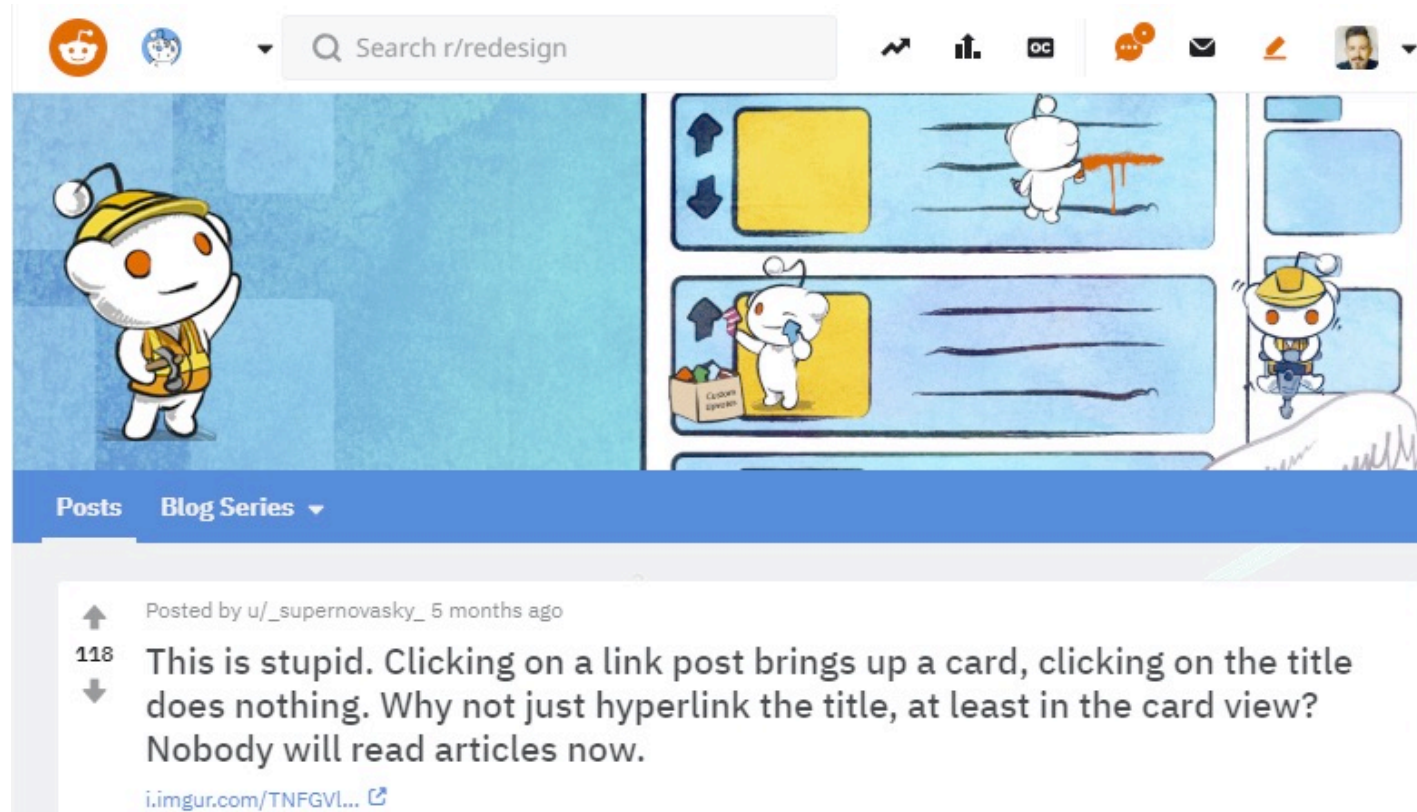 Search r/redesign
OC
Custom
Upvotes
Posts Blog Series
Posted by u/_supernovasky_ 5 months ago
118
This is stupid. Clicking on a link post brings up a card, clicking on the title
does nothing. Why not just hyperlink the title, at least in the card view?
Nobody will read articles now.
i.imgur.com/TNFGVl...